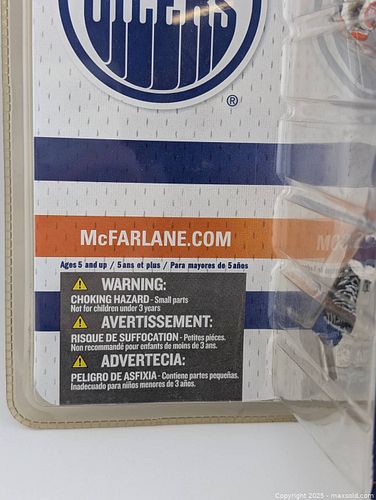 OILERS
®
McFARLANE.COM
Ages 5 and up / 5 ans et plus / Para mayores de 5 años
WARNING:
CHOKING HAZARD - Small parts
Not for children under 3 years
AVERTISSEMENT:
RISQUE DE SUFFOCATION - Petites piéces.
Non recommandé pour enfants de moins de 3 ans.
ADVERTECIA:
PELIGRO DE ASFIXIA - Contiene partes pequeñas.
Inadecuado para niños menores de 3 años.
Copyright 2025 - maxsold.com